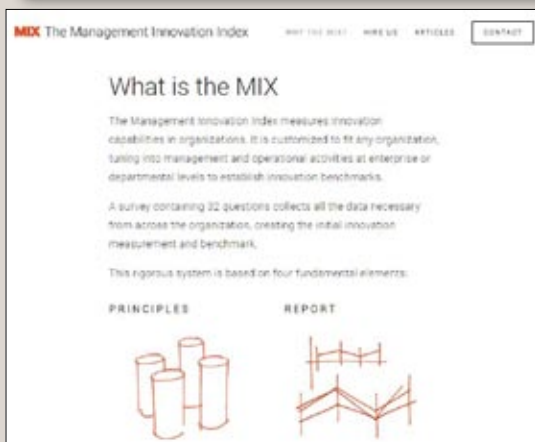 MIX The Management Innovation Index
WHY THE MIX? HIRE US ARTICLES CONTACT
What is the MIX
The Management Innovation Index measures innovation
capabilities in organizations. It is customized to fit any organization,
tuning into management and operational activities at enterprise or
departmental levels to establish innovation benchmarks.
A survey containing 32 questions collects all the data necessary
from across the organization, creating the initial innovation
measurement and benchmark.
This rigorous system is based on four fundamental elements:
PRINCIPLES REPORT